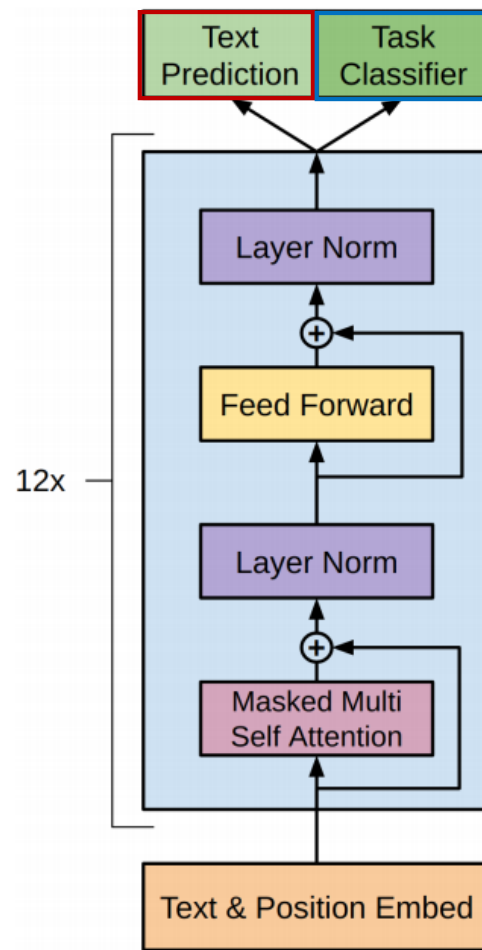 Text
Prediction
Task
Classifier
Layer Norm
+
Feed Forward
12x
Layer Norm
+
Masked Multi
Self Attention
Text & Position Embed